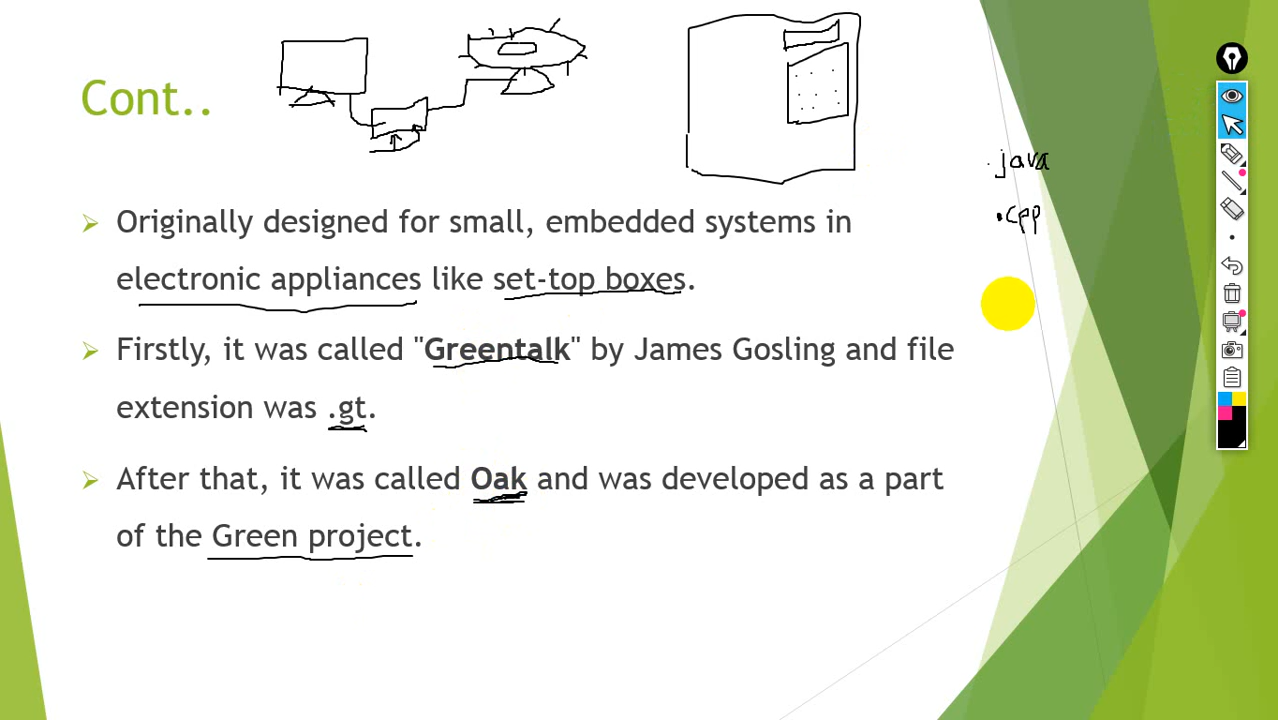 Cont..
.java
.cpp
Originally designed for small, embedded systems in
electronic appliances like set-top boxes.
Firstly, it was called "Greentalk" by James Gosling and file
extension was .gt.
After that, it was called Oak and was developed as a part
of the Green project.